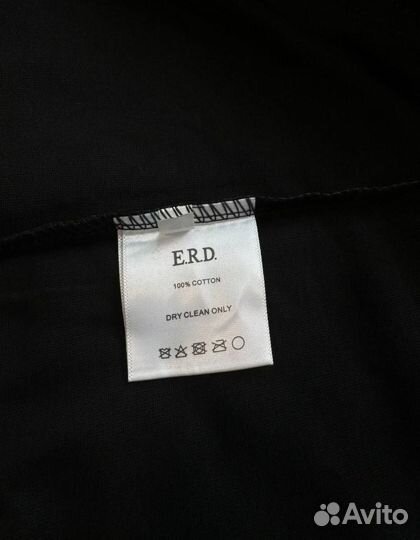 E.R.D.
100% COTTON
DRY CLEAN ONLY
Avito